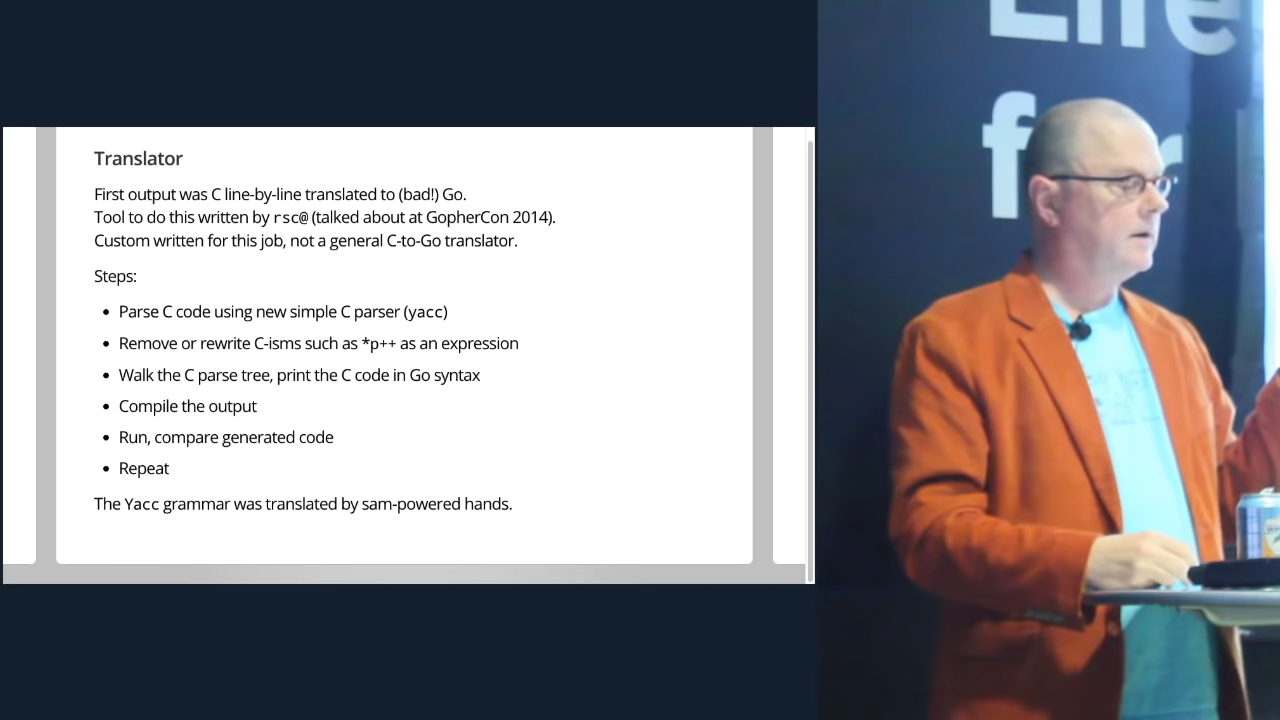 Translator
First output was C line-by-line translated to (bad!) Go.
Tool to do this written by rsc@ (talked about at GopherCon 2014).
Custom written for this job, not a general C-to-Go translator.
Steps:
• Parse C code using new simple C parser (yacc)
• Remove or rewrite C-isms such as *p++ as an expression
• Walk the C parse tree, print the C code in Go syntax
• Compile the output
• Run, compare generated code
• Repeat
The Yacc grammar was translated by sam-powered hands.
Life